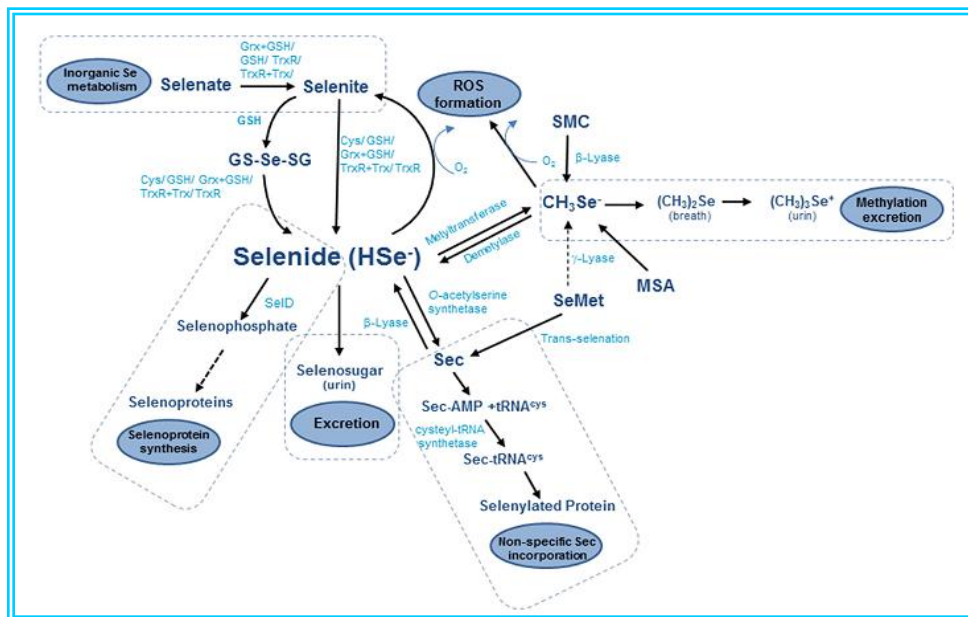 Inorganic Se
metabolism
Selenate
Grx+GSH/
GSH/ TrxR/
TrxR+Trx/
Selenite
GSH
GS-Se-SG
Cys/ GSH/ Grx+GSH/
TrxR+Trx/ TrxR
Cys/ GSH/
Grx+GSH/
TrxR+Trx/ TrxR
O2
ROS
formation
O2
SMC
β-Lyase
CH3Se-
(CH3)2Se
(breath)
(CH3)3Se+
(urin)
Methylation
excretion
Selenide (HSe-)
Metyltransferase
Demetylase
γ-Lyase
MSA
SeMet
SelD
Selenophosphate
Selenoproteins
Selenoprotein
synthesis
Selenosugar
(urin)
Excretion
β-Lyase
O-acetylserine
synthetase
Trans-selenation
Sec
Sec-AMP +tRNAcys
cysteyl-tRNA
synthetase
Sec-tRNAcys
Selenylated Protein
Non-specific Sec
incorporation